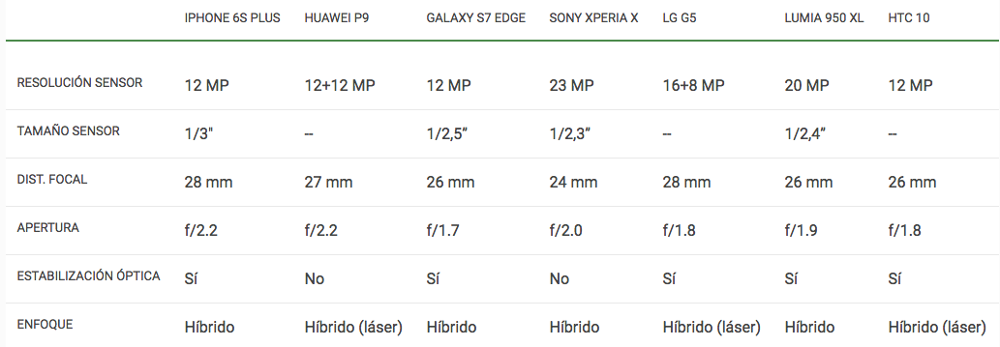 IPHONE 6S PLUS HUAWEI P9 GALAXY S7 EDGE SONY XPERIA X LG G5 LUMIA 950 XL HTC 10
RESOLUCIÓN SENSOR 12 MP 12+12 MP 12 MP 23 MP 16+8 MP 20 MP 12 MP
TAMAÑO SENSOR 1/3" -- 1/2,5” 1/2,3” -- 1/2,4” --
DIST. FOCAL 28 mm 27 mm 26 mm 24 mm 28 mm 26 mm 26 mm
APERTURA f/2.2 f/2.2 f/1.7 f/2.0 f/1.8 f/1.9 f/1.8
ESTABILIZACIÓN ÓPTICA Sí No Sí No Sí Sí Sí
ENFOQUE Híbrido Híbrido (láser) Híbrido Híbrido Híbrido (láser) Híbrido Híbrido (láser)